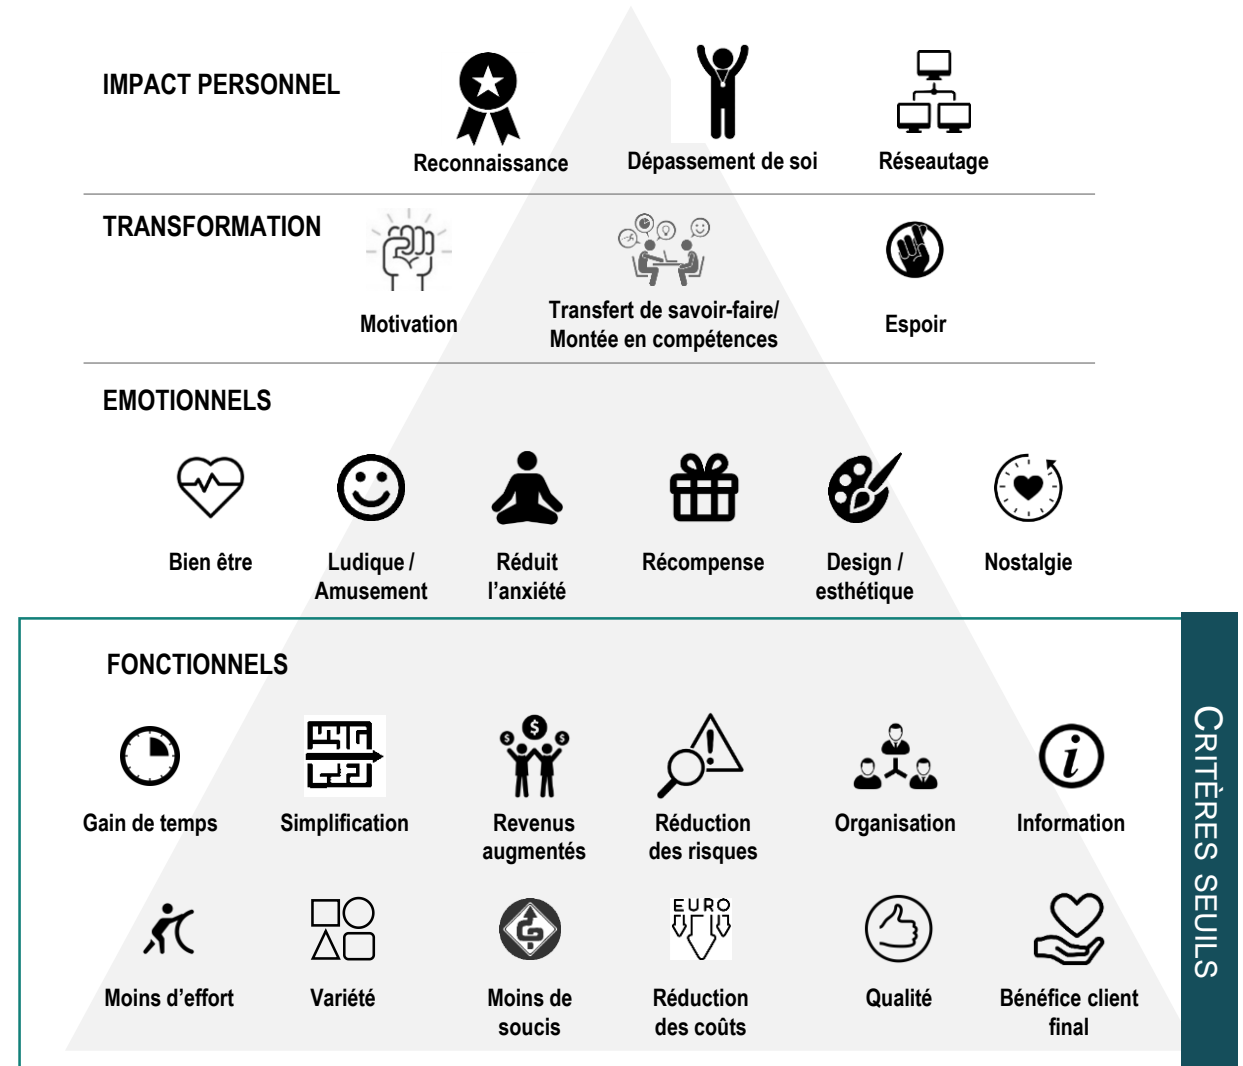 IMPACT PERSONNEL
Reconnaissance
Dépassement de soi
Réseautage
TRANSFORMATION
Motivation
Transfert de savoir-faire/
Montée en compétences
Espoir
EMOTIONNELS
Bien être
Ludique /
Amusement
Réduit
l’anxiété
Récompense
Design /
esthétique
Nostalgie
FONCTIONNELS
Gain de temps
Simplification
$ $ $
Revenus
augmentés
Réduction
des risques
Organisation
i
Information
Moins d’effort
Variété
Moins de
soucis
EURO
Réduction
des coûts
Qualité
Bénéfice client
final
CRITÈRES SEUILS